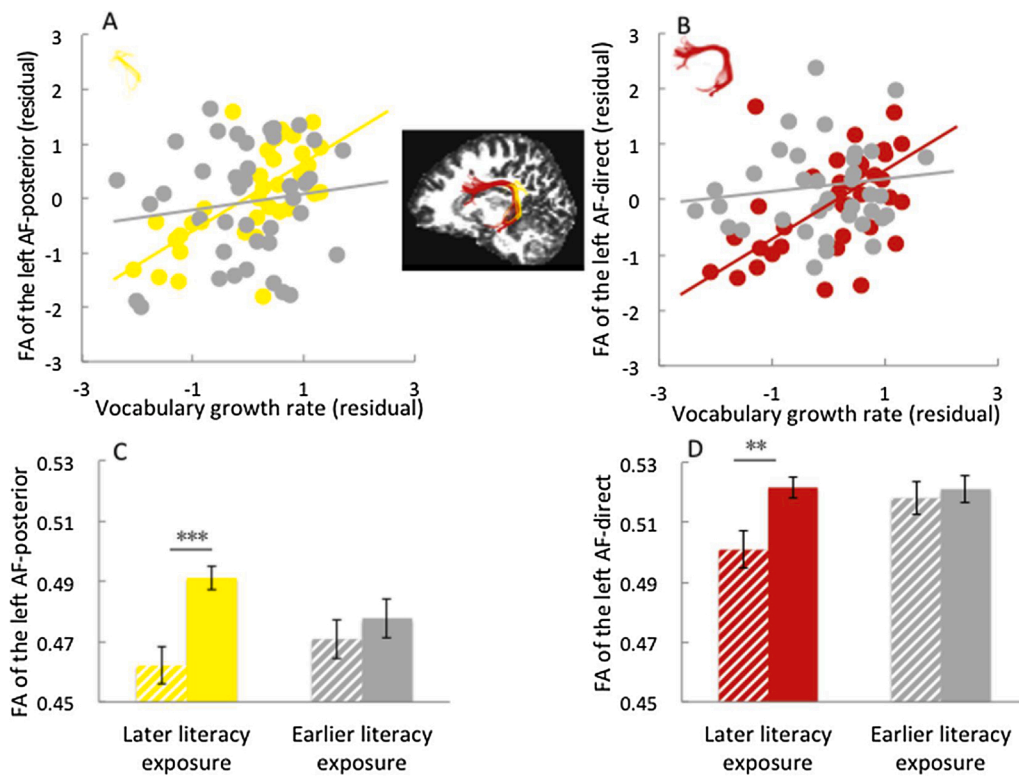 A
FA of the left AF-posterior (residual)
3
2
1
0
-1
-2
-3
-3
-1
1
3
Vocabulary growth rate (residual)
B
FA of the left AF-direct (residual)
3
2
1
0
-1
-2
-3
-3
-1
1
3
Vocabulary growth rate (residual)
C
FA of the left AF-posterior
0.53
0.51
0.49
0.47
0.45
***
Later literacy
exposure
Earlier literacy
exposure
D
FA of the left AF-direct
0.53
0.51
0.49
0.47
0.45
**
Later literacy
exposure
Earlier literacy
exposure